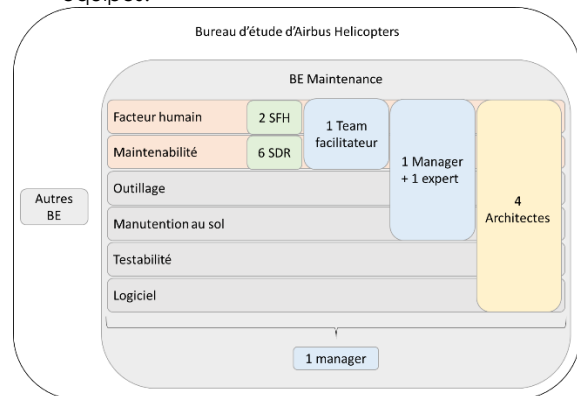 équipes.
Bureau d'étude d'Airbus Helicopters
BE Maintenance
Facteur humain
2 SFH
1 Team
facilitateur
1 Manager
+ 1 expert
4
Architectes
Maintenabilité
6 SDR
Outillage
Manutention au sol
Testabilité
Logiciel
Autres
BE
1 manager